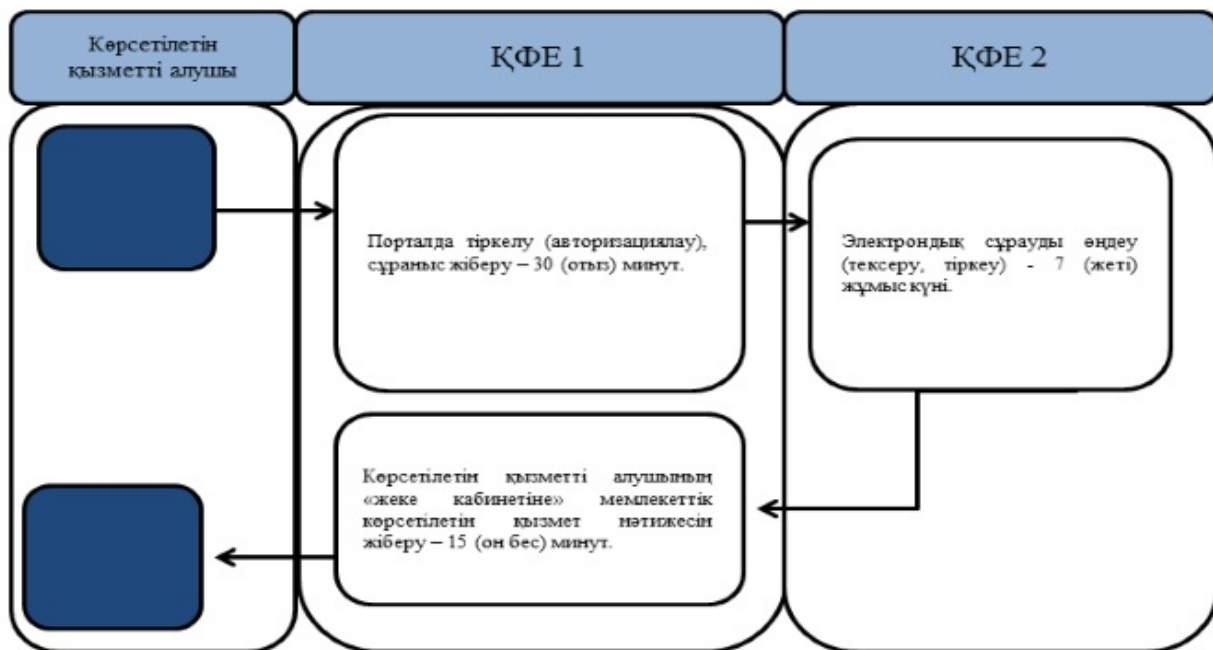 Көрсетілетін
қызметті алушы
ҚФЕ 1
ҚФЕ 2
Порталда тіркелу (авторизациялау),
сұраныс жіберу – 30 (отыз) минут.
Электрондық сұрауды өңдеу
(тексеру, тіркеу) - 7 (жеті)
жұмыс күні.
Көрсетілетін қызметті алушының
«жеке кабинетіне» мемлекеттік
көрсетілетін қызмет нәтижесін
жіберу – 15 (он бес) минут.